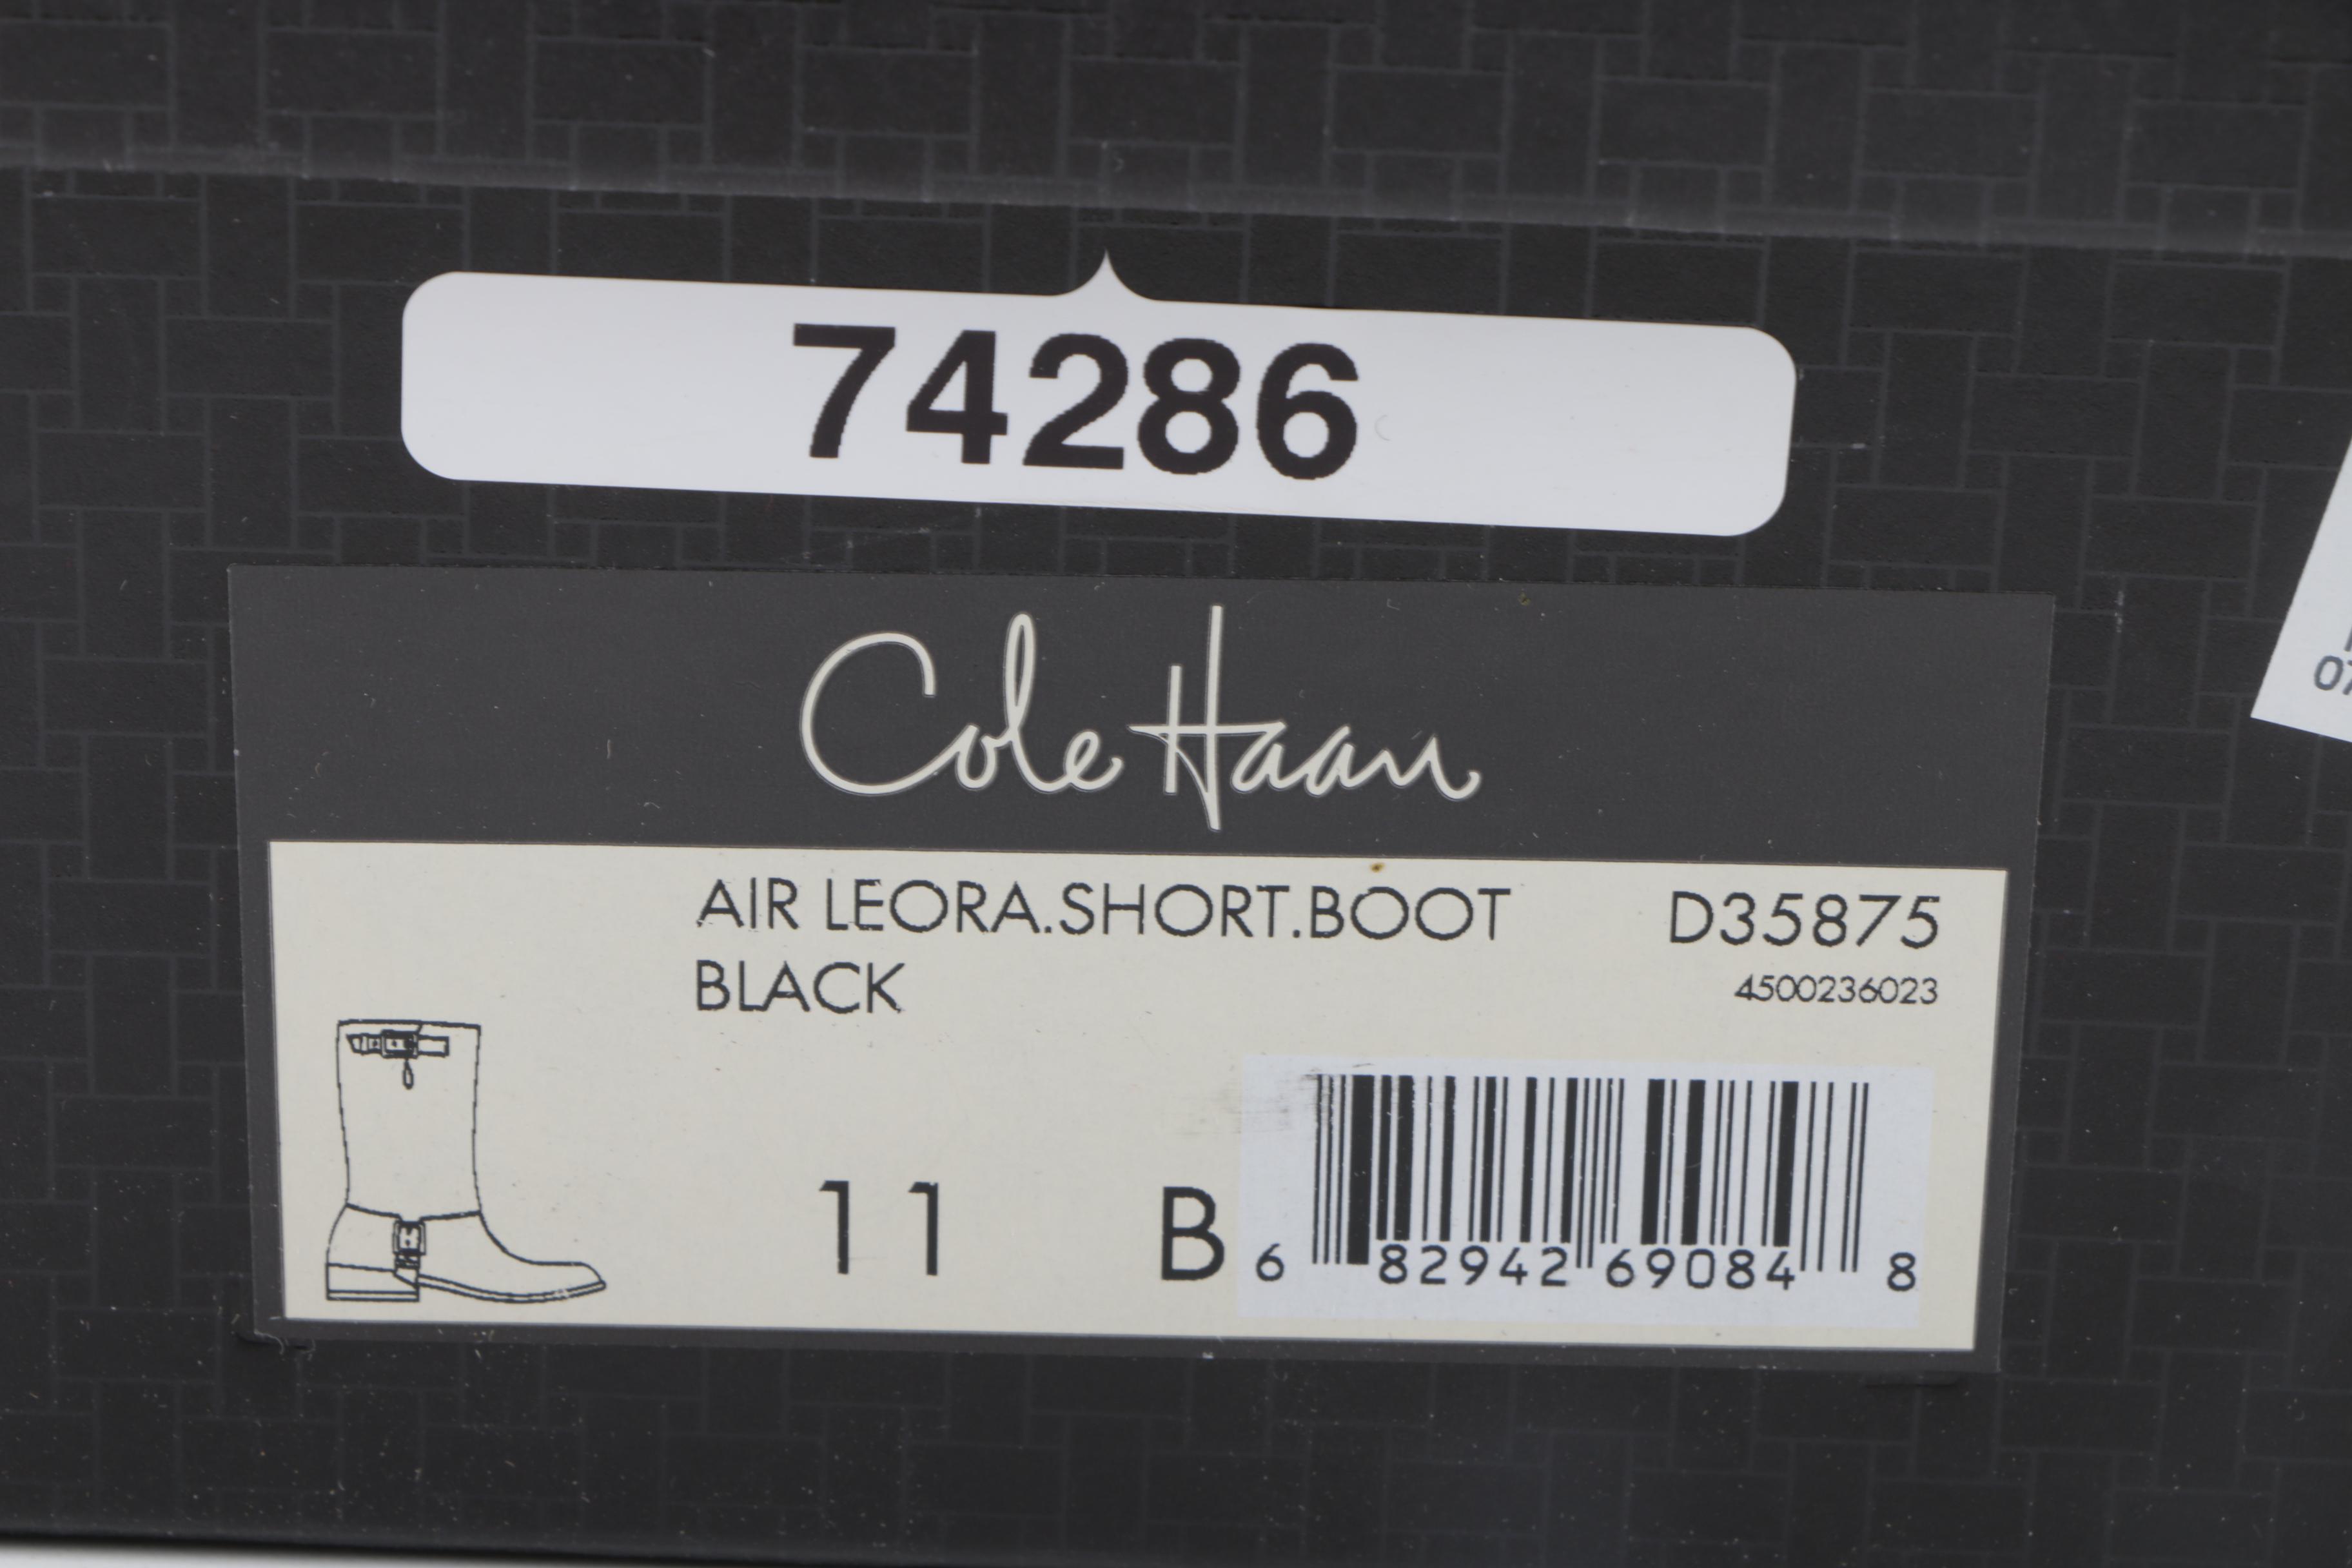 74286
Cole Haan
AIR LEORA.SHORT.BOOT D35875
BLACK 4500236023
11 B
6 82942 69084 8